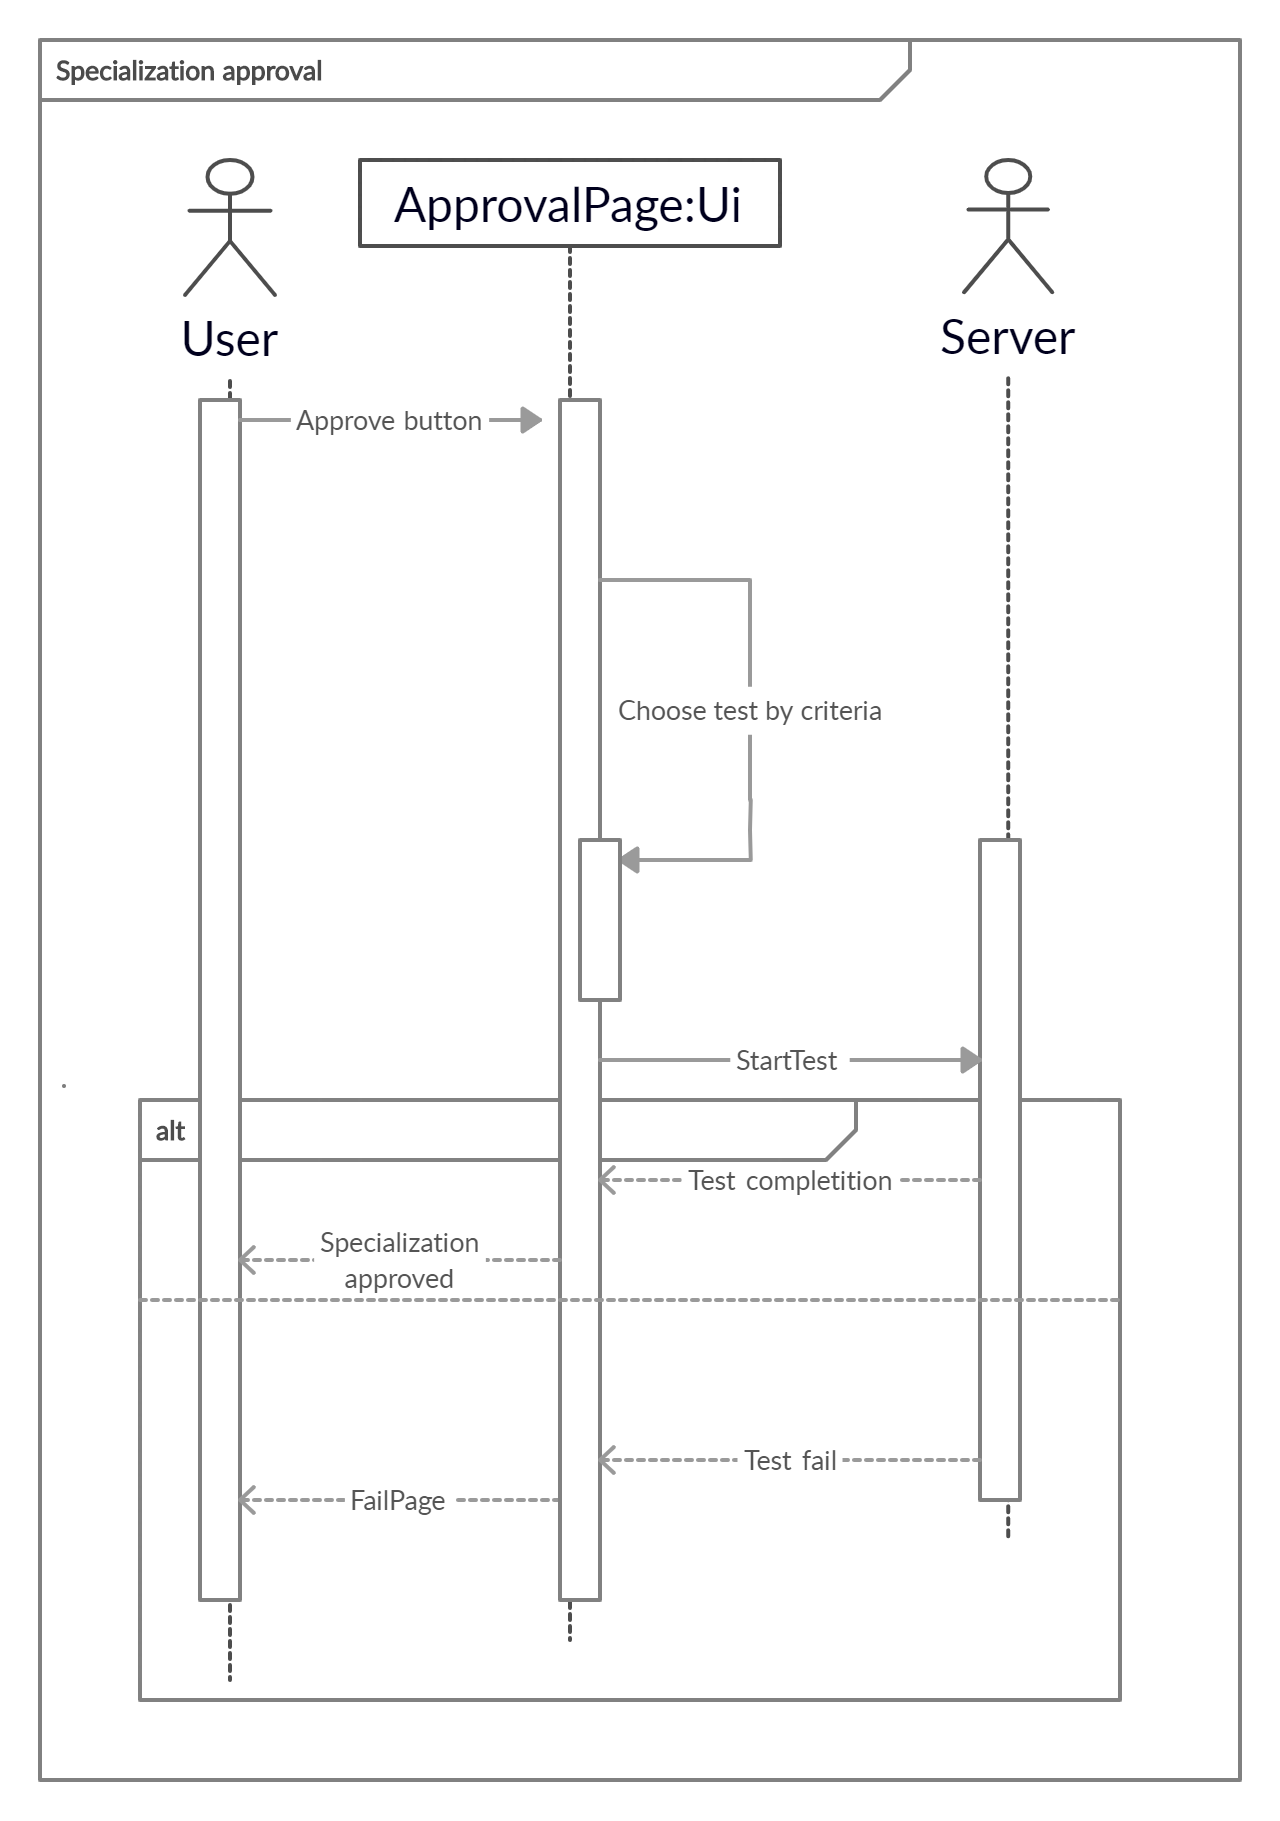 Specialization approval
ApprovalPage:Ui
User
Server
Approve button
Choose test by criteria
StartTest
alt
Test completition
Specialization
approved
Test fail
FailPage